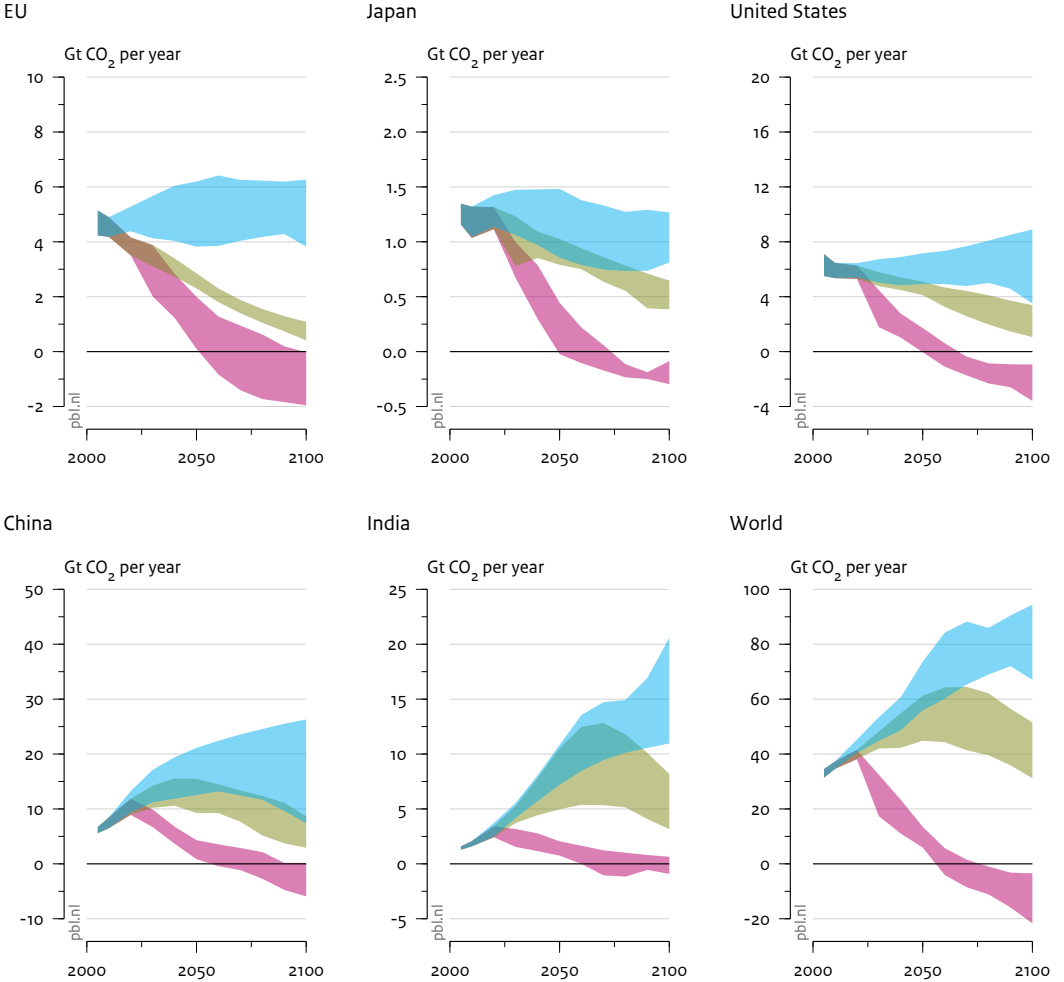 EU
Gt CO2 per year
10
8
6
4
2
0
-2
pbl.nl
2000 2050 2100
Japan
Gt CO2 per year
2.5
2.0
1.5
1.0
0.5
0.0
-0.5
pbl.nl
2000 2050 2100
United States
Gt CO2 per year
20
16
12
8
4
0
-4
pbl.nl
2000 2050 2100
China
Gt CO2 per year
50
40
30
20
10
0
-10
pbl.nl
2000 2050 2100
India
Gt CO2 per year
25
20
15
10
5
0
-5
pbl.nl
2000 2050 2100
World
Gt CO2 per year
100
80
60
40
20
0
-20
pbl.nl
2000 2050 2100